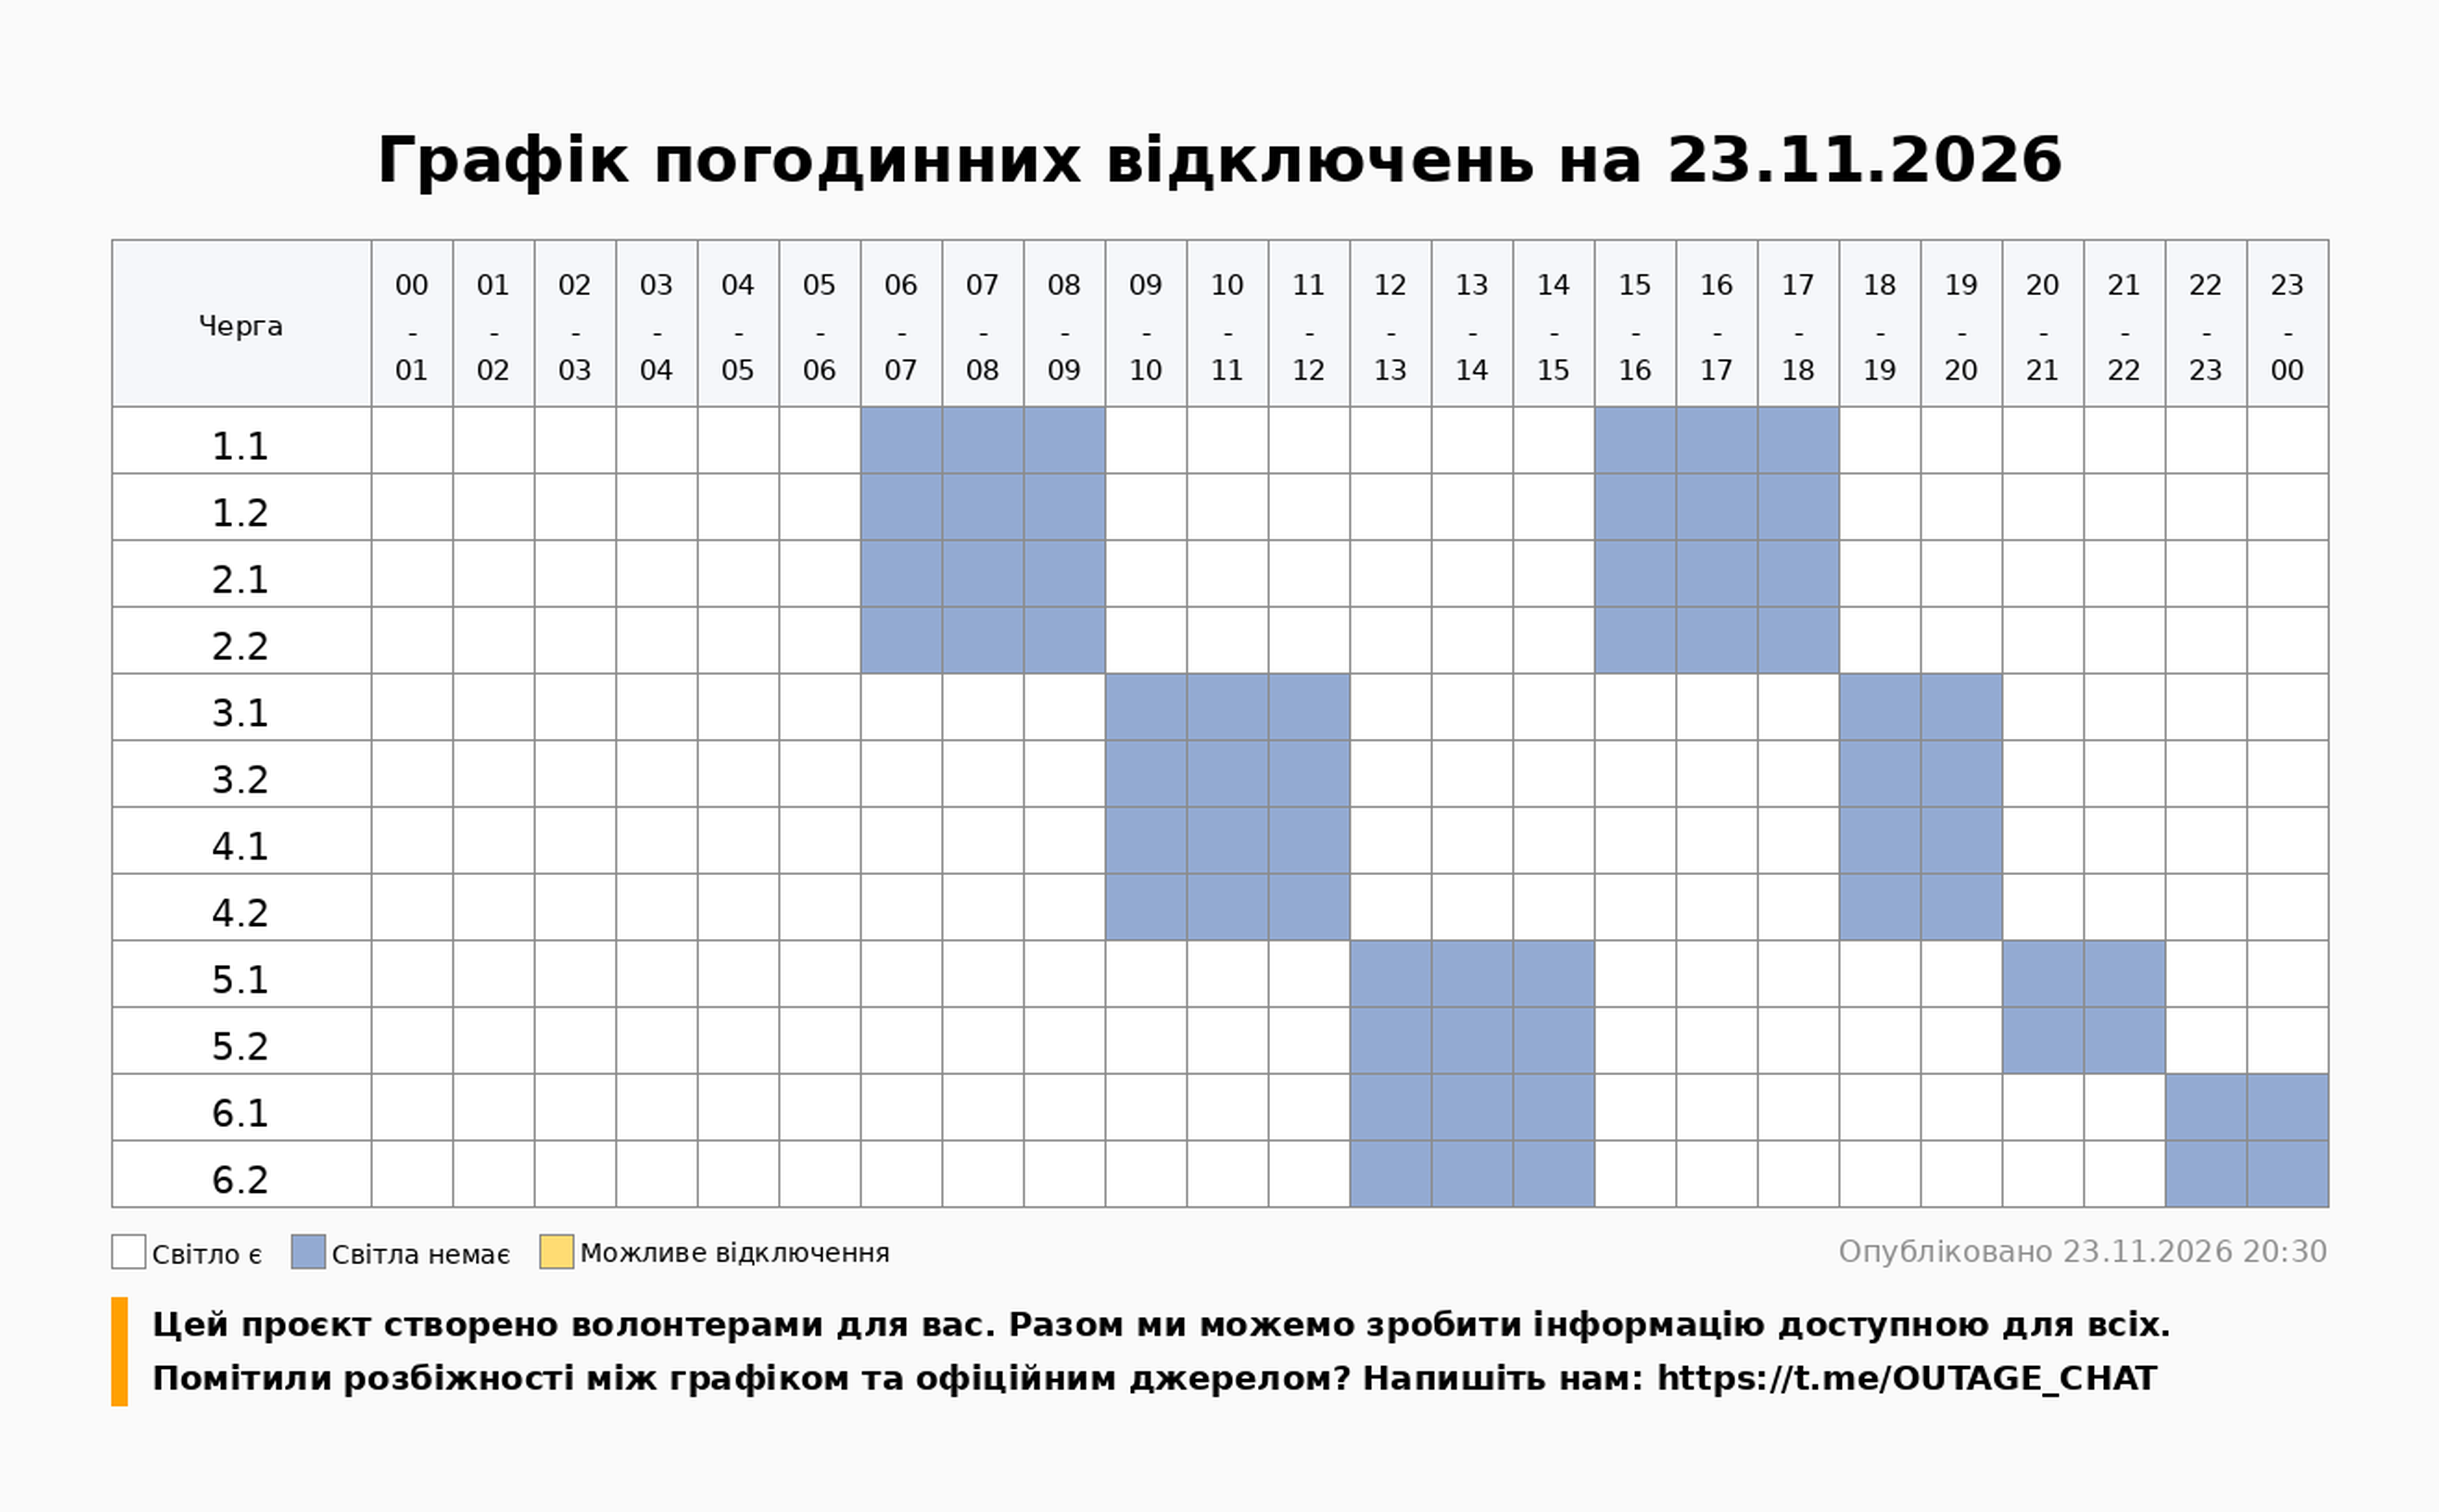 Графік погодинних відключень на 23.11.2026
Черга 00 - 01 01 - 02 02 - 03 03 - 04 04 - 05 05 - 06 06 - 07 07 - 08 08 - 09 09 - 10 10 - 11 11 - 12 12 - 13 13 - 14 14 - 15 15 - 16 16 - 17 17 - 18 18 - 19 19 - 20 20 - 21 21 - 22 22 - 23 23 - 00
1.1
1.2
2.1
2.2
3.1
3.2
4.1
4.2
5.1
5.2
6.1
6.2
Світло є Світла немає Можливе відключення Опубліковано 23.11.2026 20:30
Цей проєкт створено волонтерами для вас. Разом ми можемо зробити інформацію доступною для всіх.
Помітили розбіжності між графіком та офіційним джерелом? Напишіть нам: https://t.me/OUTAGE_CHAT